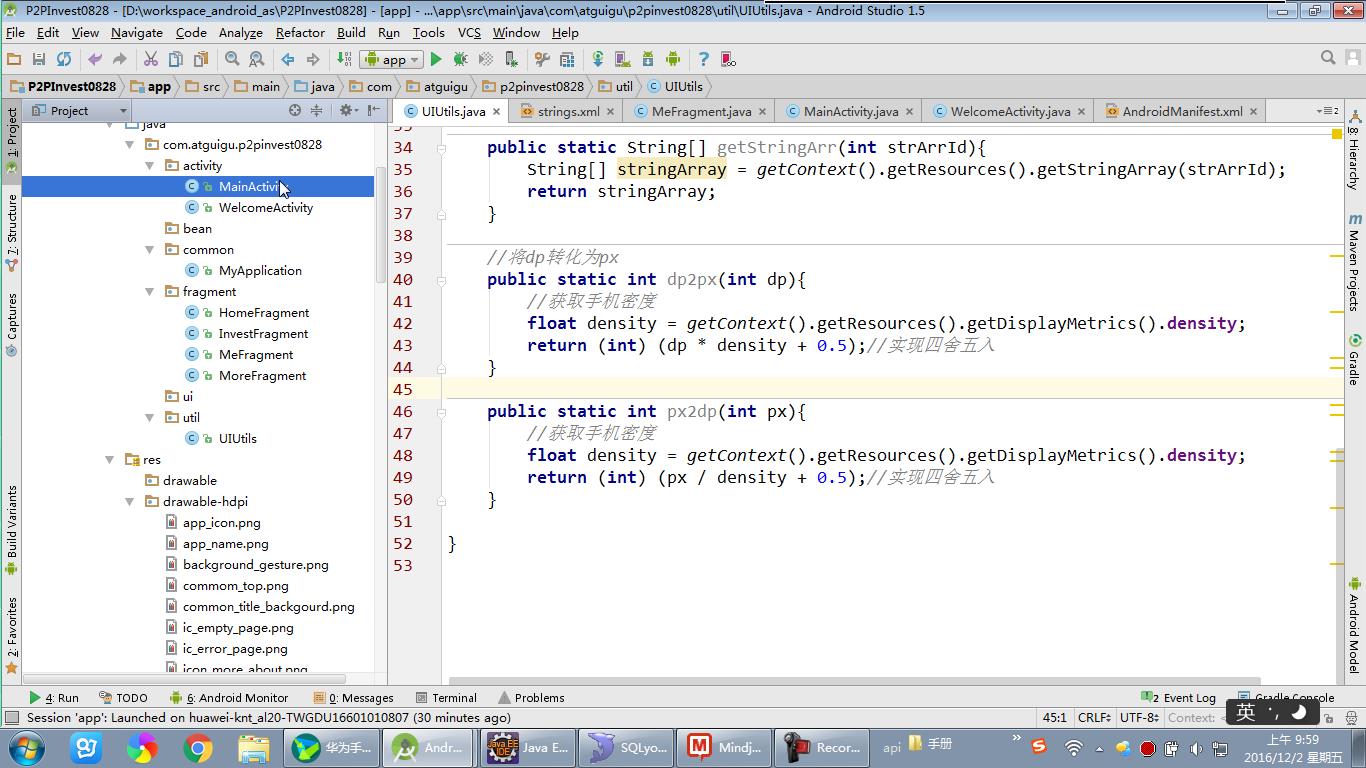 P2PInvest0828 - [D:\workspace_android_as\P2PInvest0828] - [app] - ...\app\src\main\java\com\atguigu\p2pinvest0828\util\UIUtils.java - Android Studio 1.5
File Edit View Navigate Code Analyze Refactor Build Run Tools VCS Window Help
app
P2PInvest0828 app src main java com atguigu p2pinvest0828 util UIUtils
Project
UIUtils.java strings.xml MeFragment.java MainActivity.java WelcomeActivity.java AndroidManifest.xml
1: Project
7: Structure
Captures
Build Variants
2: Favorites
java
com.atguigu.p2pinvest0828
activity
MainActivity
WelcomeActivity
bean
common
MyApplication
fragment
HomeFragment
InvestFragment
MeFragment
MoreFragment
ui
util
UIUtils
res
drawable
drawable-hdpi
app_icon.png
app_name.png
background_gesture.png
commom_top.png
common_title_backgourd.png
ic_empty_page.png
ic_error_page.png
icon_more_about.png
33
34 public static String[] getStringArr(int strArrId){
35 String[] stringArray = getContext().getResources().getStringArray(strArrId);
36 return stringArray;
37 }
38
39 //将dp转化为px
40 public static int dp2px(int dp){
41 //获取手机密度
42 float density = getContext().getResources().getDisplayMetrics().density;
43 return (int) (dp * density + 0.5);//实现四舍五入
44 }
45
46 public static int px2dp(int px){
47 //获取手机密度
48 float density = getContext().getResources().getDisplayMetrics().density;
49 return (int) (px / density + 0.5);//实现四舍五入
50 }
51
52 }
53
8: Hierarchy
Maven Projects
Gradle
Android Model
4: Run TODO 6: Android Monitor 0: Messages Terminal Problems 2 Event Log Gradle Console
Session 'app': Launched on huawei-knt_al20-TWGDU16601010807 (30 minutes ago) 45:1 CRLF UTF-8 Context:
英
华为手... Andr... Java E... SQLyo... Mindj... Recor... api 手册
上午 9:59
2016/12/2 星期五